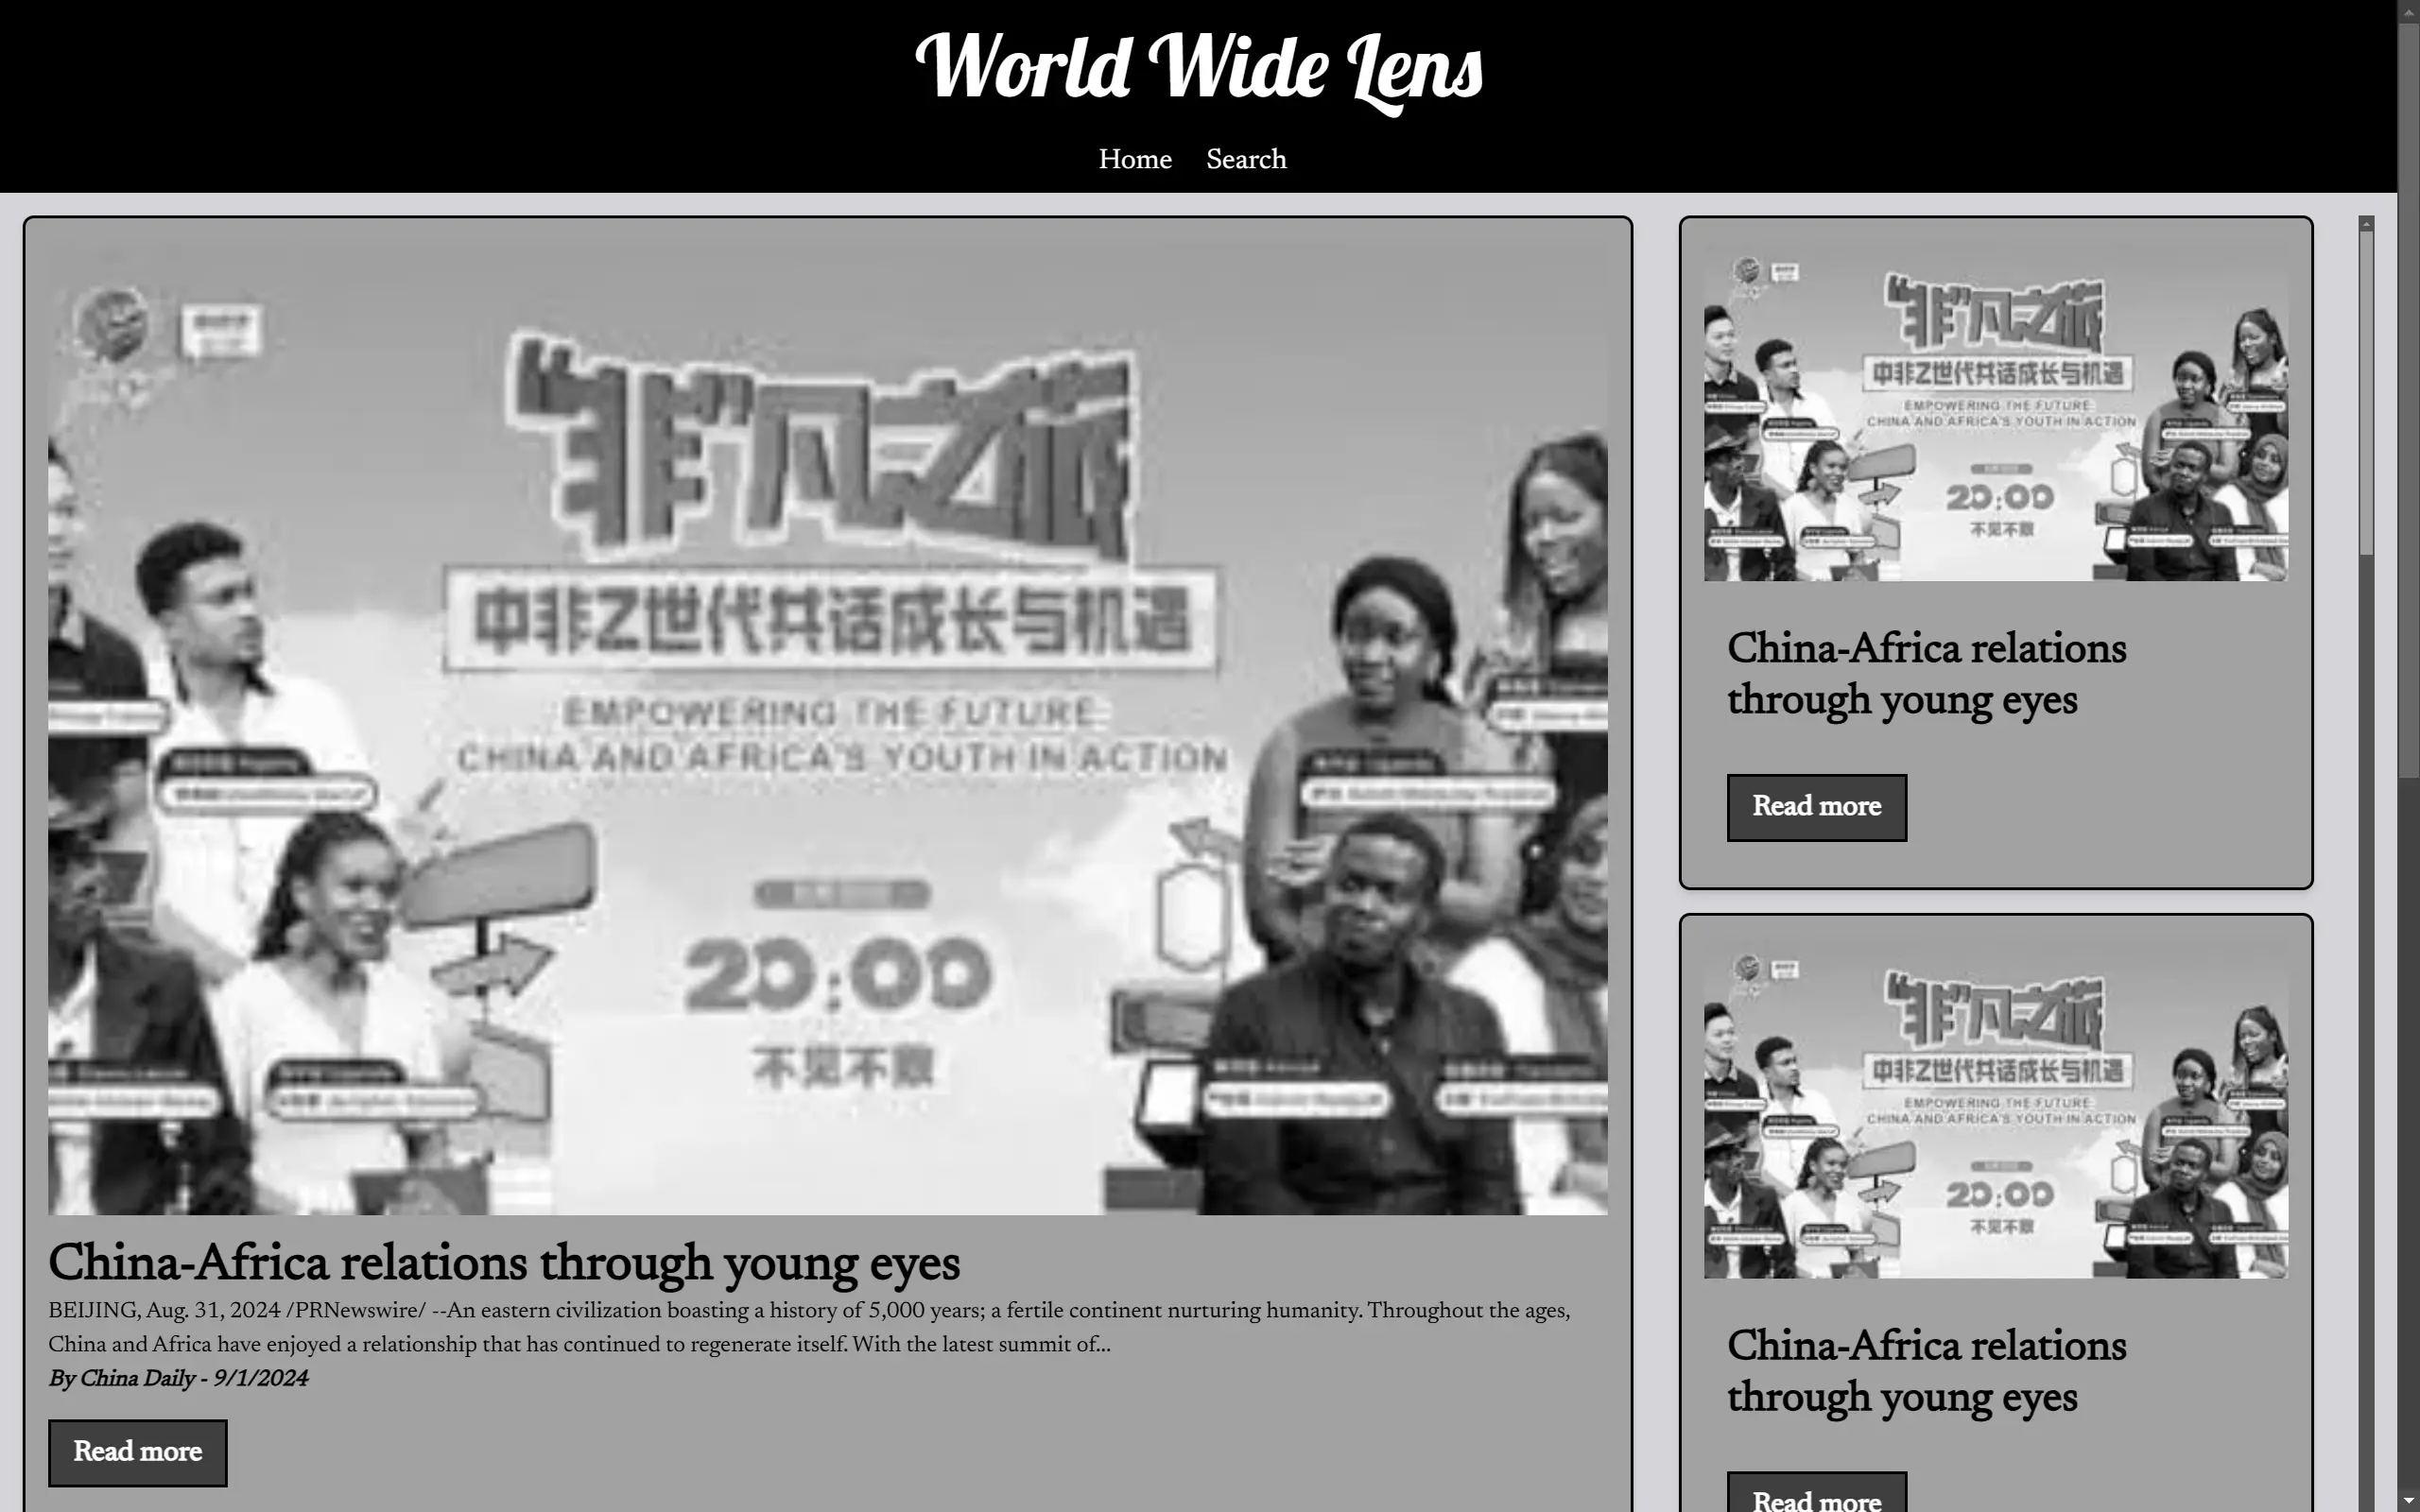 World Wide Lens
Home Search
"非"凡之旅
中非Z世代共话成长与机遇
EMPOWERING THE FUTURE:
CHINA AND AFRICA'S YOUTH IN ACTION
20:00
不见不散
China-Africa relations through young eyes
BEIJING, Aug. 31, 2024 /PRNewswire/ --An eastern civilization boasting a history of 5,000 years; a fertile continent nurturing humanity. Throughout the ages,
China and Africa have enjoyed a relationship that has continued to regenerate itself. With the latest summit of...
By China Daily - 9/1/2024
Read more
"非"凡之旅
中非Z世代共话成长与机遇
EMPOWERING THE FUTURE:
CHINA AND AFRICA'S YOUTH IN ACTION
20:00
不见不散
China-Africa relations
through young eyes
Read more
"非"凡之旅
中非Z世代共话成长与机遇
EMPOWERING THE FUTURE:
CHINA AND AFRICA'S YOUTH IN ACTION
20:00
不见不散
China-Africa relations
through young eyes
Read more